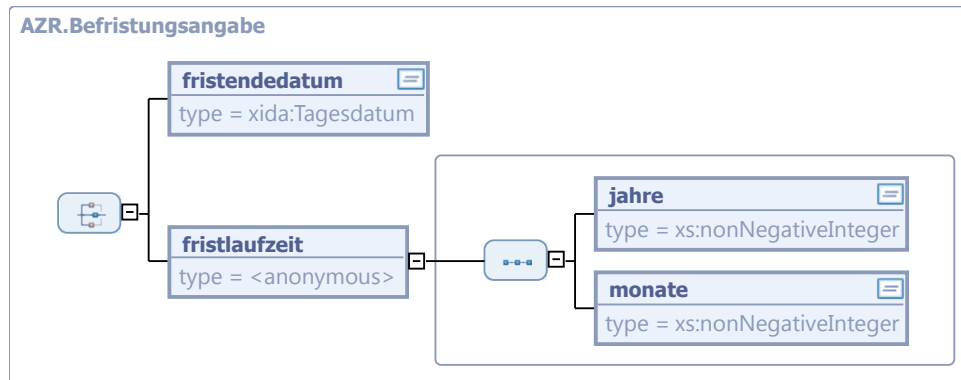 AZR.Befristungsangabe
fristendedatum
type = xida:Tagesdatum
fristlaufzeit
type = <anonymous>
jahre
type = xs:nonNegativeInteger
monate
type = xs:nonNegativeInteger